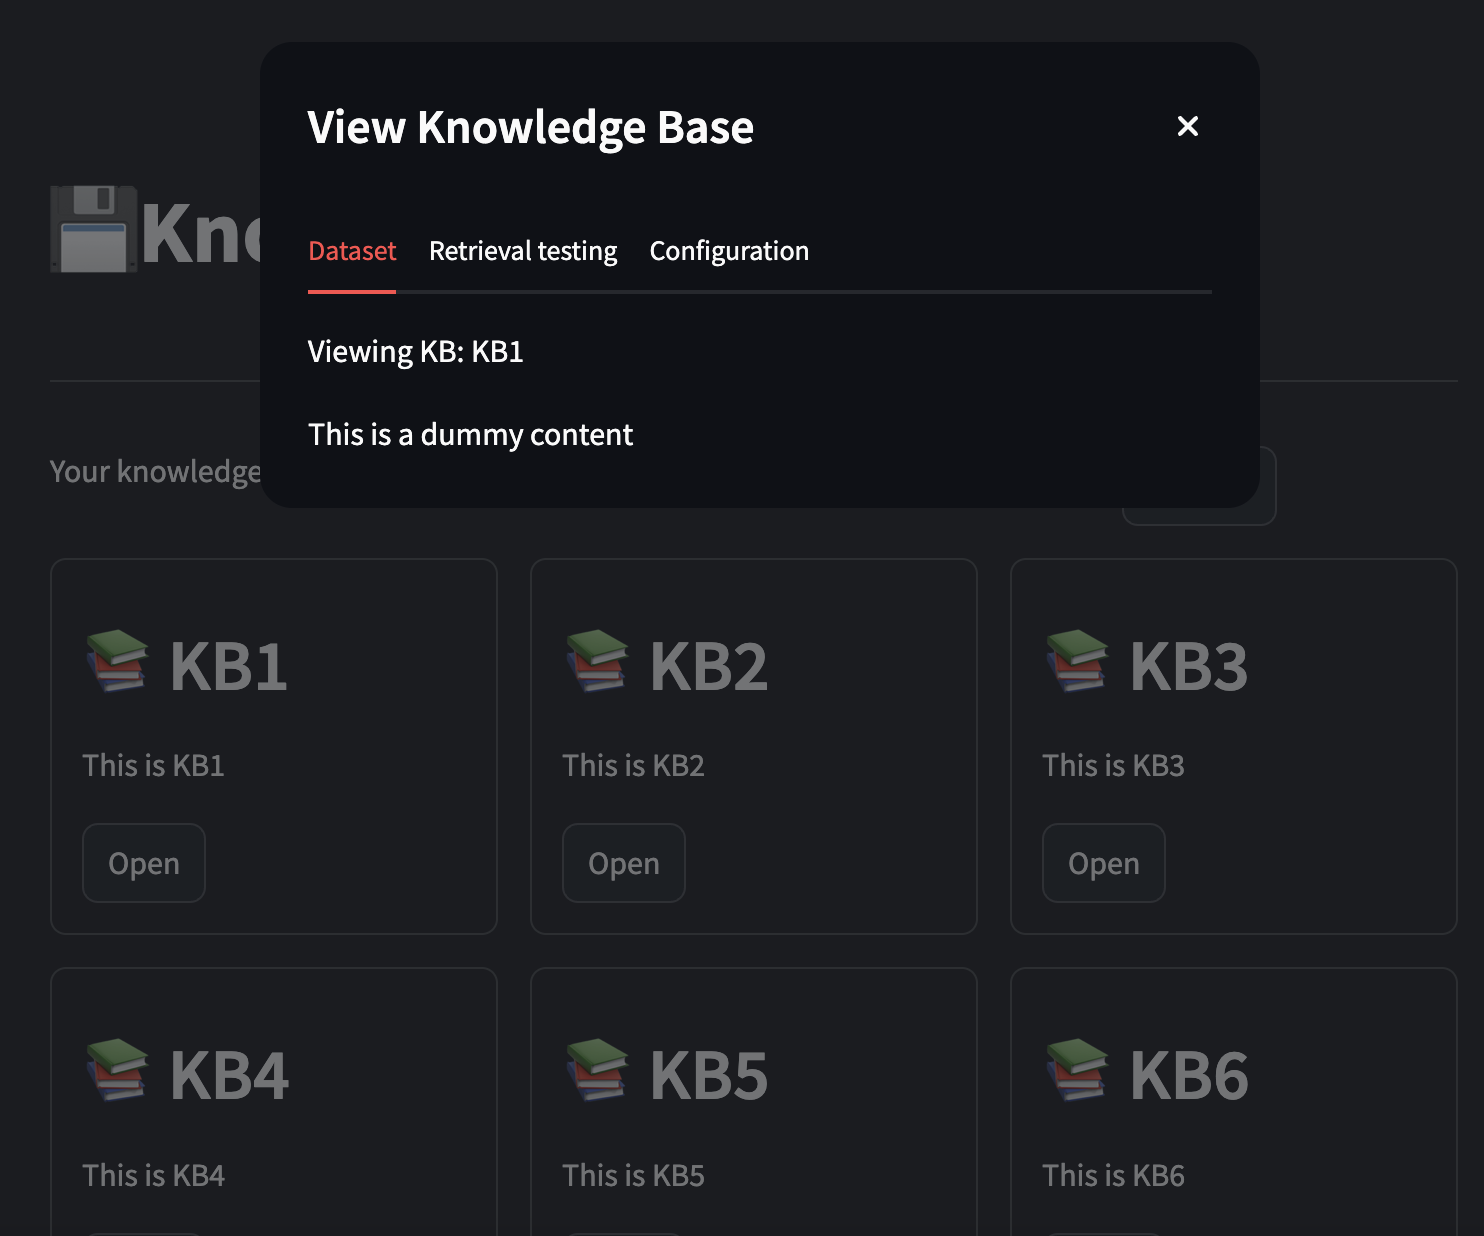 View Knowledge Base
Dataset Retrieval testing Configuration
Viewing KB: KB1
This is a dummy content
Your knowledge
KB1 KB2 KB3
This is KB1 This is KB2 This is KB3
Open Open Open
KB4 KB5 KB6
This is KB4 This is KB5 This is KB6